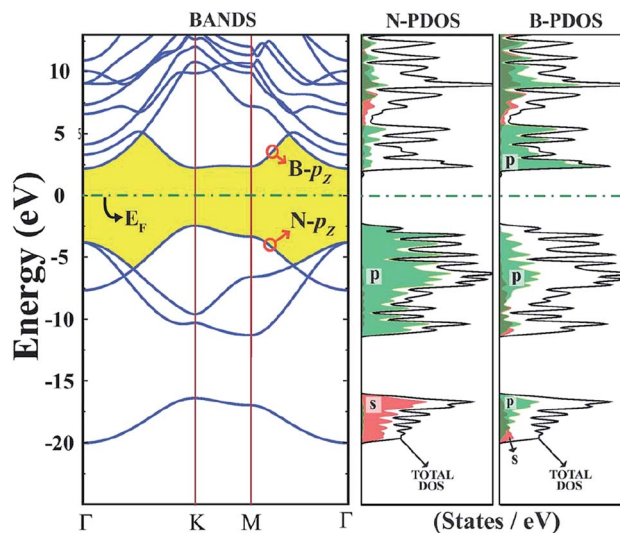 BANDS
N-PDOS
B-PDOS
Energy (eV)
10
5
0
-5
-10
-15
-20
B-pZ
EF
N-pZ
p
s
TOTAL
DOS
p
p
p
s
TOTAL
DOS
Γ
K
M
Γ
(States / eV)